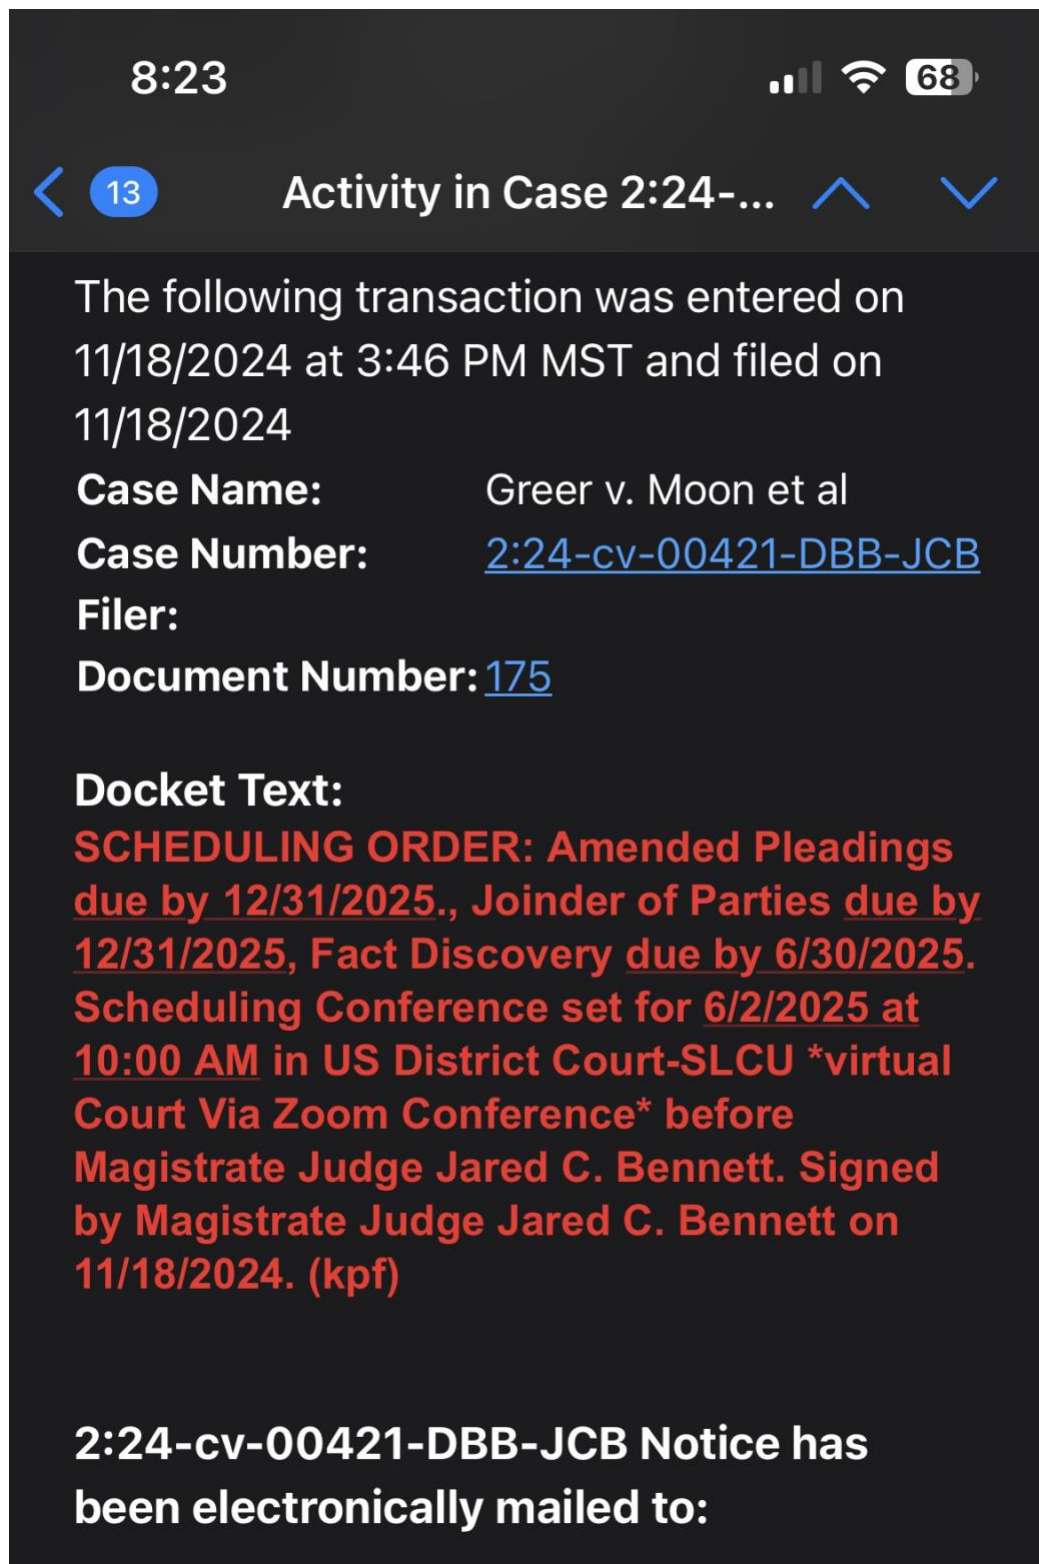 8:23
68
13
Activity in Case 2:24-...
The following transaction was entered on
11/18/2024 at 3:46 PM MST and filed on
11/18/2024
Case Name: Greer v. Moon et al
Case Number: 2:24-cv-00421-DBB-JCB
Filer:
Document Number: 175
Docket Text:
SCHEDULING ORDER: Amended Pleadings
due by 12/31/2025., Joinder of Parties due by
12/31/2025, Fact Discovery due by 6/30/2025.
Scheduling Conference set for 6/2/2025 at
10:00 AM in US District Court-SLCU *virtual
Court Via Zoom Conference* before
Magistrate Judge Jared C. Bennett. Signed
by Magistrate Judge Jared C. Bennett on
11/18/2024. (kpf)
2:24-cv-00421-DBB-JCB Notice has
been electronically mailed to: